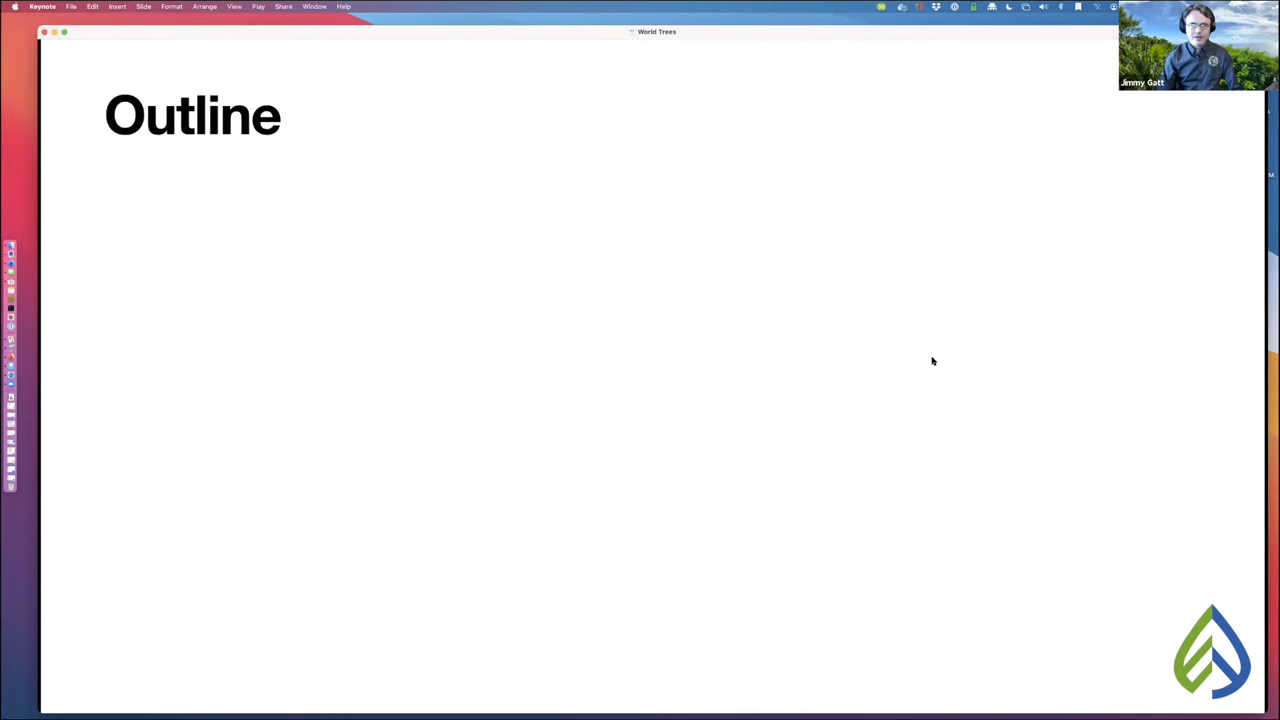 Keynote File Edit Insert Slide Format Arrange View Play Share Window Help
World Trees
Jimmy Gatt
Outline